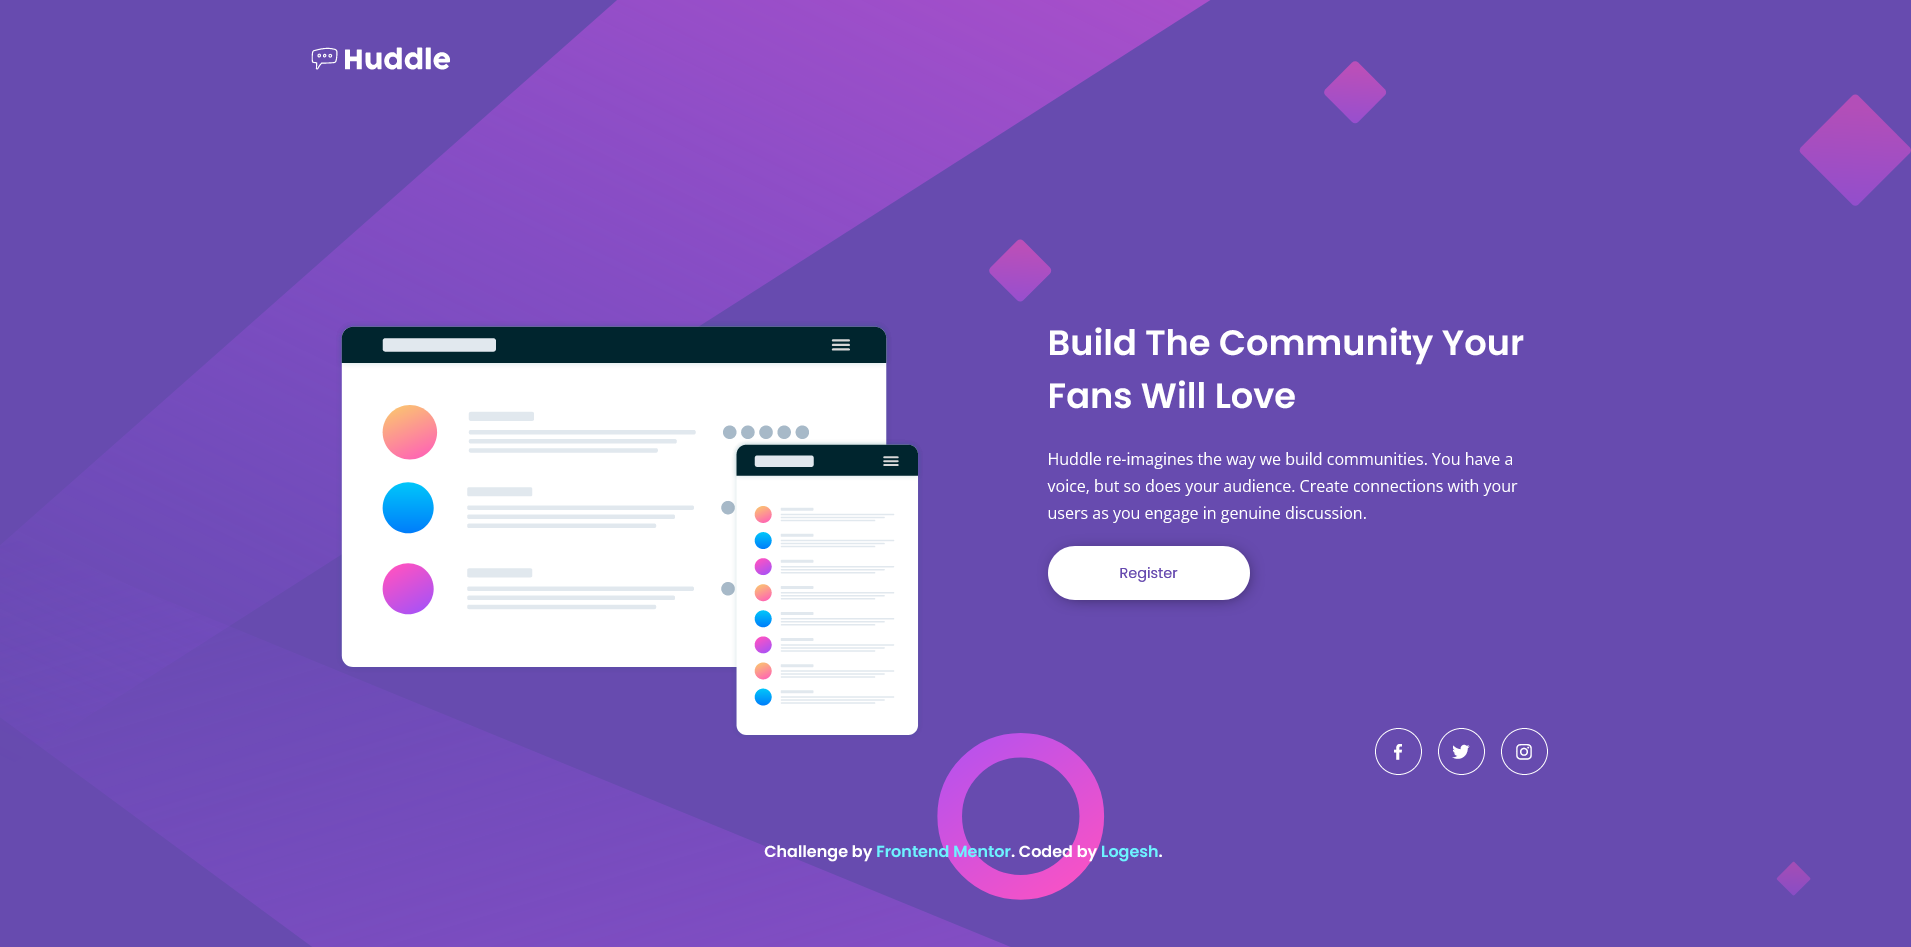 Huddle
Build The Community Your
Fans Will Love
Huddle re-imagines the way we build communities. You have a
voice, but so does your audience. Create connections with your
users as you engage in genuine discussion.
Register
Challenge by Frontend Mentor. Coded by Logesh.